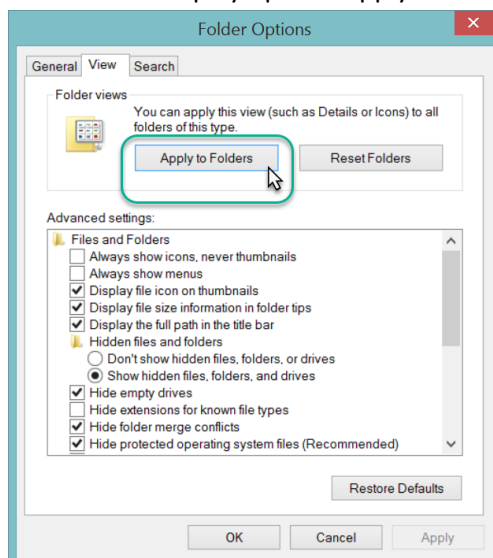 Folder Options
General View Search
Folder views
You can apply this view (such as Details or Icons) to all
folders of this type.
Apply to Folders Reset Folders
Advanced settings:
Files and Folders
Always show icons, never thumbnails
Always show menus
Display file icon on thumbnails
Display file size information in folder tips
Display the full path in the title bar
Hidden files and folders
Don't show hidden files, folders, or drives
Show hidden files, folders, and drives
Hide empty drives
Hide extensions for known file types
Hide folder merge conflicts
Hide protected operating system files (Recommended)
Restore Defaults
OK Cancel Apply